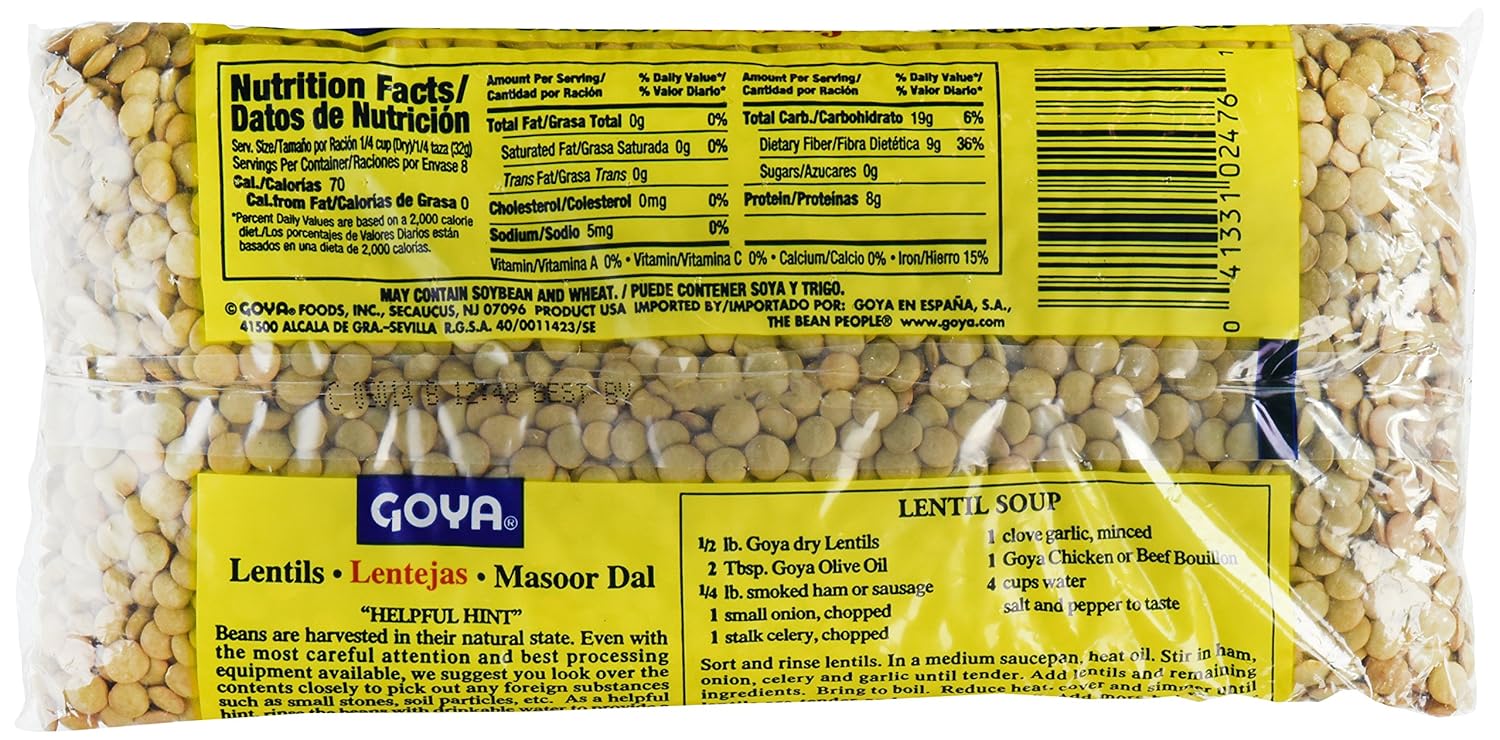 Nutrition Facts/
Datos de Nutrición
Serv. Size/Tamaño por Ración 1/4 cup (Dry)/1/4 taza (32g)
Servings Per Container/Raciones por Envase 8
Cal./Calorías 70
Cal.from Fat/Calorías de Grasa 0
*Percent Daily Values are based on a 2,000 calorie
diet./Los porcentajes de Valores Diarios están
basados en una dieta de 2,000 calorías.
Amount Per Serving/ % Daily Value*/
Cantidad por Ración % Valor Diario*
Total Fat/Grasa Total 0g 0%
Saturated Fat/Grasa Saturada 0g 0%
Trans Fat/Grasa Trans 0g
Cholesterol/Colesterol 0mg 0%
Sodium/Sodio 5mg 0%
Amount Per Serving/ % Daily Value*/
Cantidad por Ración % Valor Diario*
Total Carb./Carbohidrato 19g 6%
Dietary Fiber/Fibra Dietética 9g 36%
Sugars/Azucares 0g
Protein/Proteinas 8g
Vitamin/Vitamina A 0% • Vitamin/Vitamina C 0% • Calcium/Calcio 0% • Iron/Hierro 15%
MAY CONTAIN SOYBEAN AND WHEAT. / PUEDE CONTENER SOYA Y TRIGO.
© GOYA® FOODS, INC., SECAUCUS, NJ 07096 PRODUCT USA IMPORTED BY/IMPORTADO POR: GOYA EN ESPAÑA, S.A.,
41500 ALCALA DE GRA.-SEVILLA R.G.S.A. 40/0011423/SE THE BEAN PEOPLE® www.goya.com
0 41331 02476 1
12:48 BEST BY
GOYA®
Lentils • Lentejas • Masoor Dal
"HELPFUL HINT"
Beans are harvested in their natural state. Even with
the most careful attention and best processing
equipment available, we suggest you look over the
contents closely to pick out any foreign substances
such as small stones, soil particles, etc. As a helpful
hint, rinse the beans with drinkable water to
LENTIL SOUP
1/2 lb. Goya dry Lentils
2 Tbsp. Goya Olive Oil
1/4 lb. smoked ham or sausage
1 small onion, chopped
1 stalk celery, chopped
1 clove garlic, minced
1 Goya Chicken or Beef Bouillon
4 cups water
salt and pepper to taste
Sort and rinse lentils. In a medium saucepan, heat oil. Stir in ham,
onion, celery and garlic until tender. Add lentils and remaining
ingredients. Bring to boil. Reduce heat, cover and simmer until